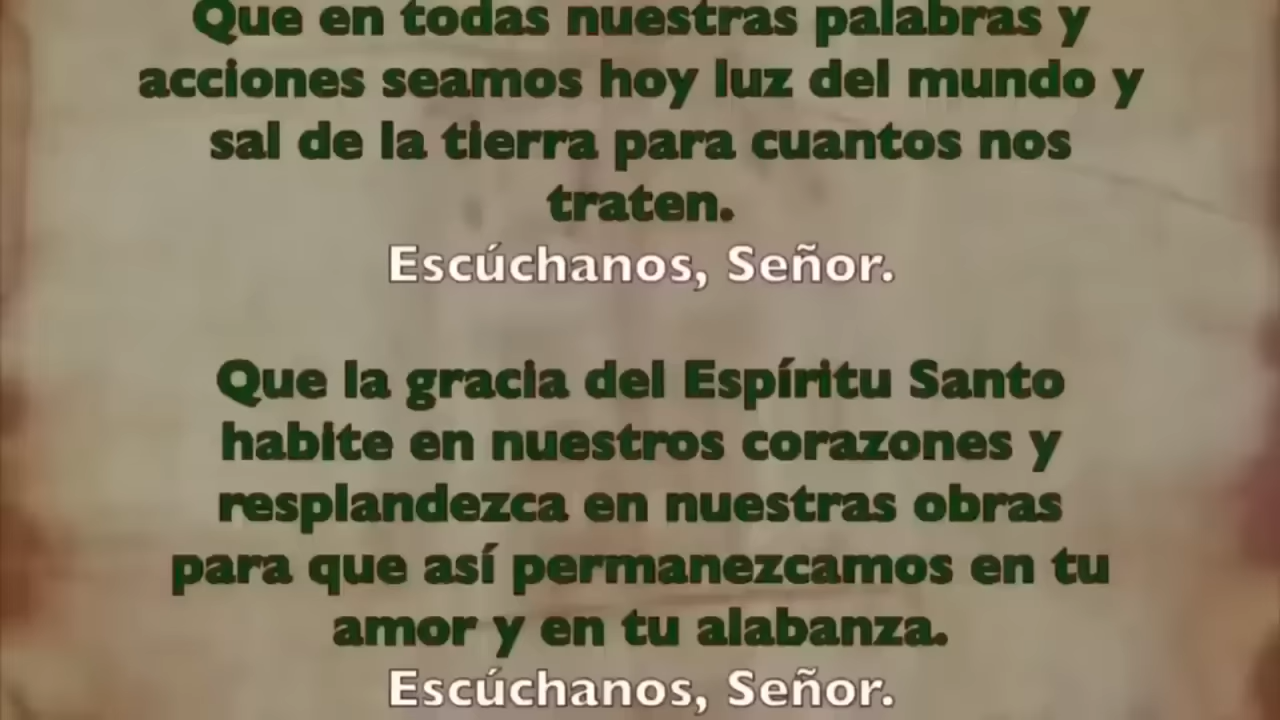 Que en todas nuestras palabras y
acciones seamos hoy luz del mundo y
sal de la tierra para cuantos nos
traten.
Escúchanos, Señor.
Que la gracia del Espíritu Santo
habite en nuestros corazones y
resplandezca en nuestras obras
para que así permanezcamos en tu
amor y en tu alabanza.
Escúchanos, Señor.